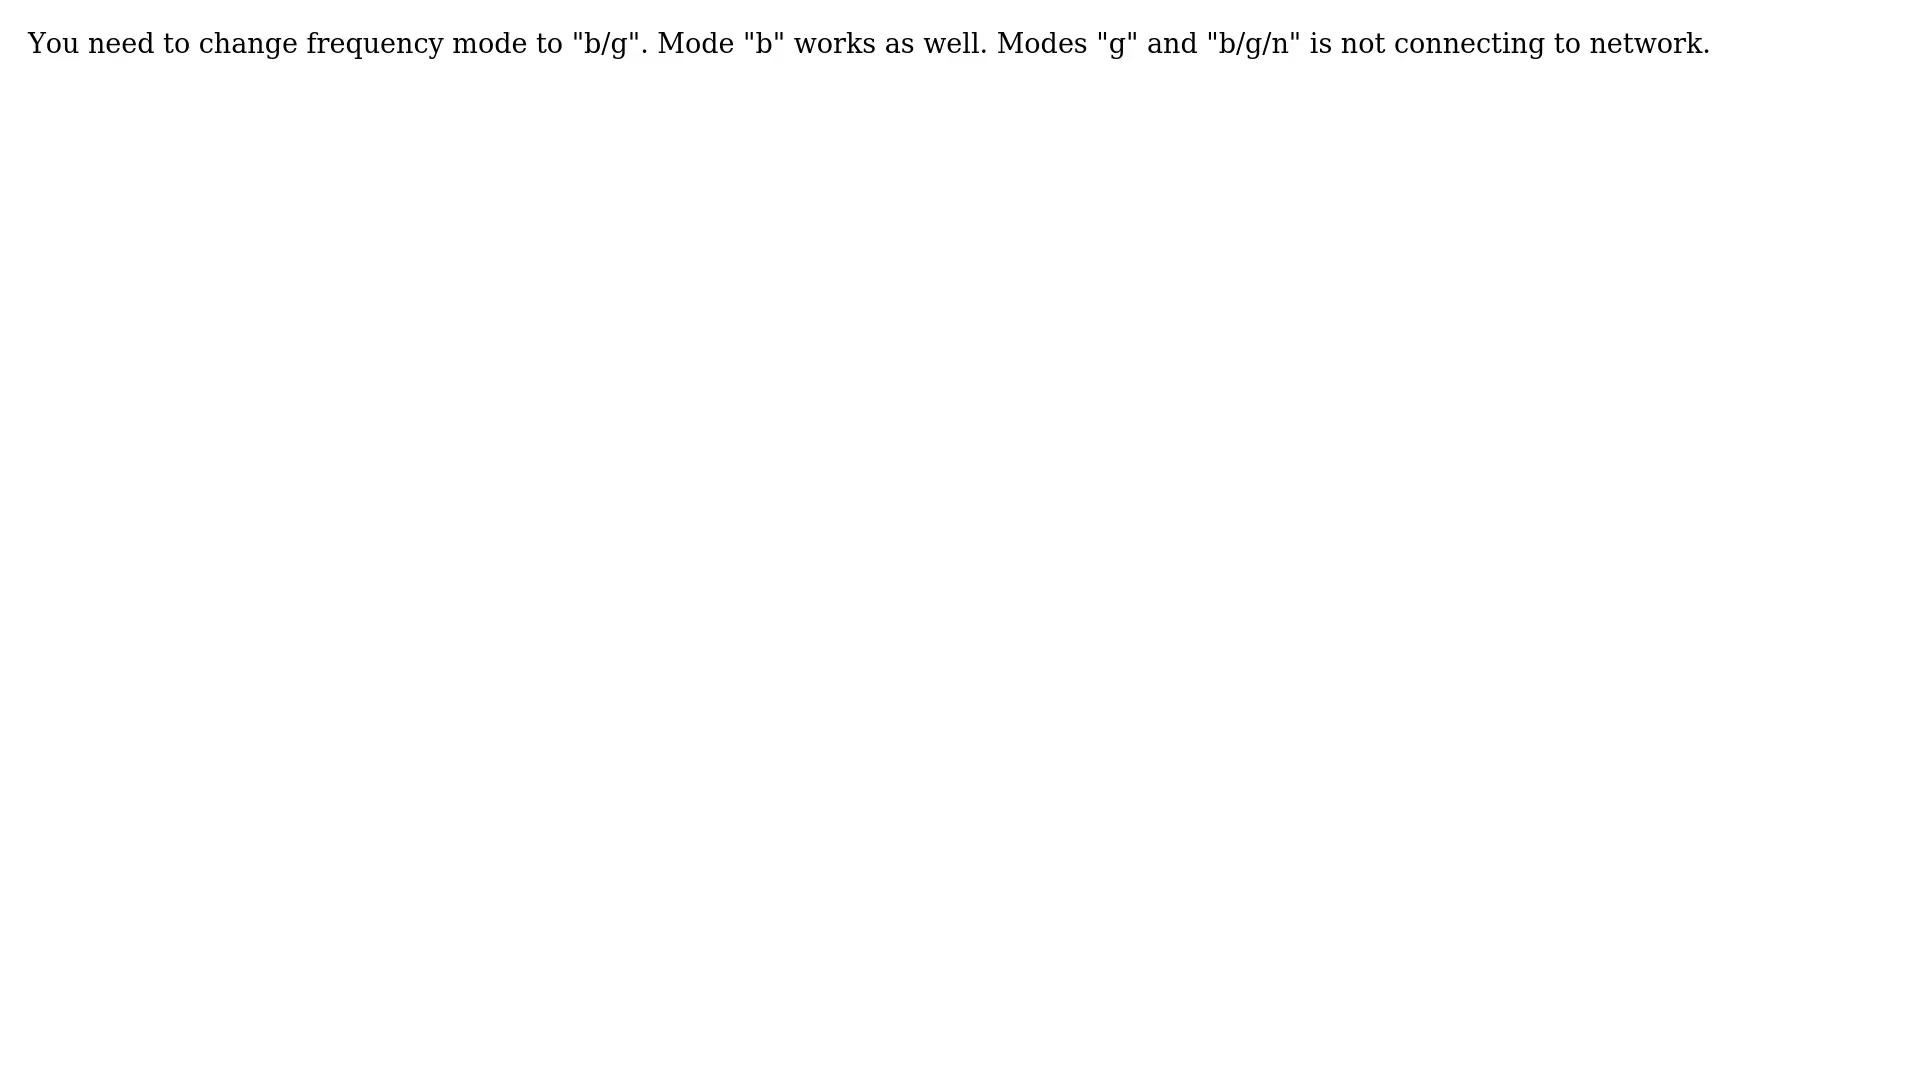 You need to change frequency mode to "b/g". Mode "b" works as well. Modes "g" and "b/g/n" is not connecting to network.